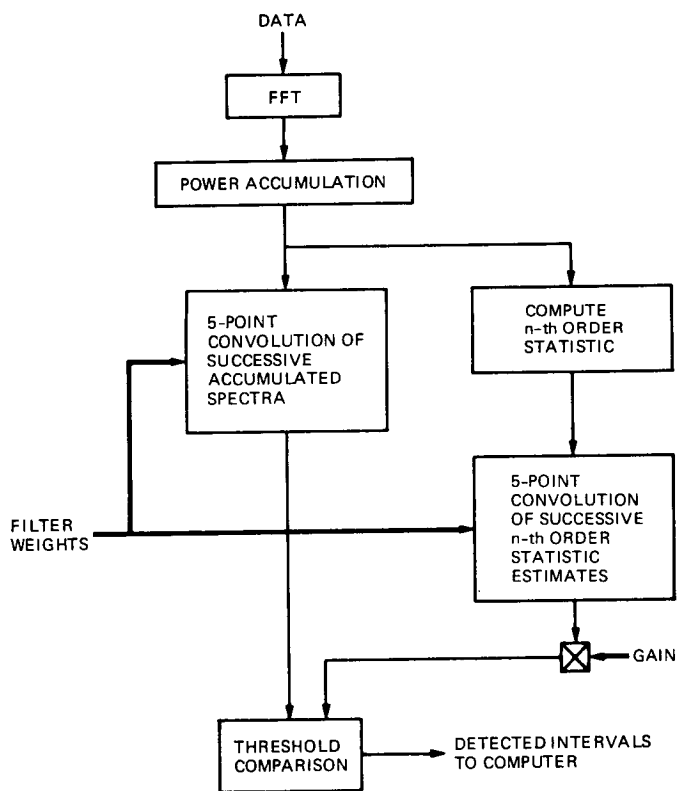 DATA
FFT
POWER ACCUMULATION
5-POINT
CONVOLUTION OF
SUCCESSIVE
ACCUMULATED
SPECTRA
COMPUTE
n-th ORDER
STATISTIC
5-POINT
CONVOLUTION
OF SUCCESSIVE
n-th ORDER
STATISTIC
ESTIMATES
FILTER
WEIGHTS
GAIN
THRESHOLD
COMPARISON
DETECTED INTERVALS
TO COMPUTER